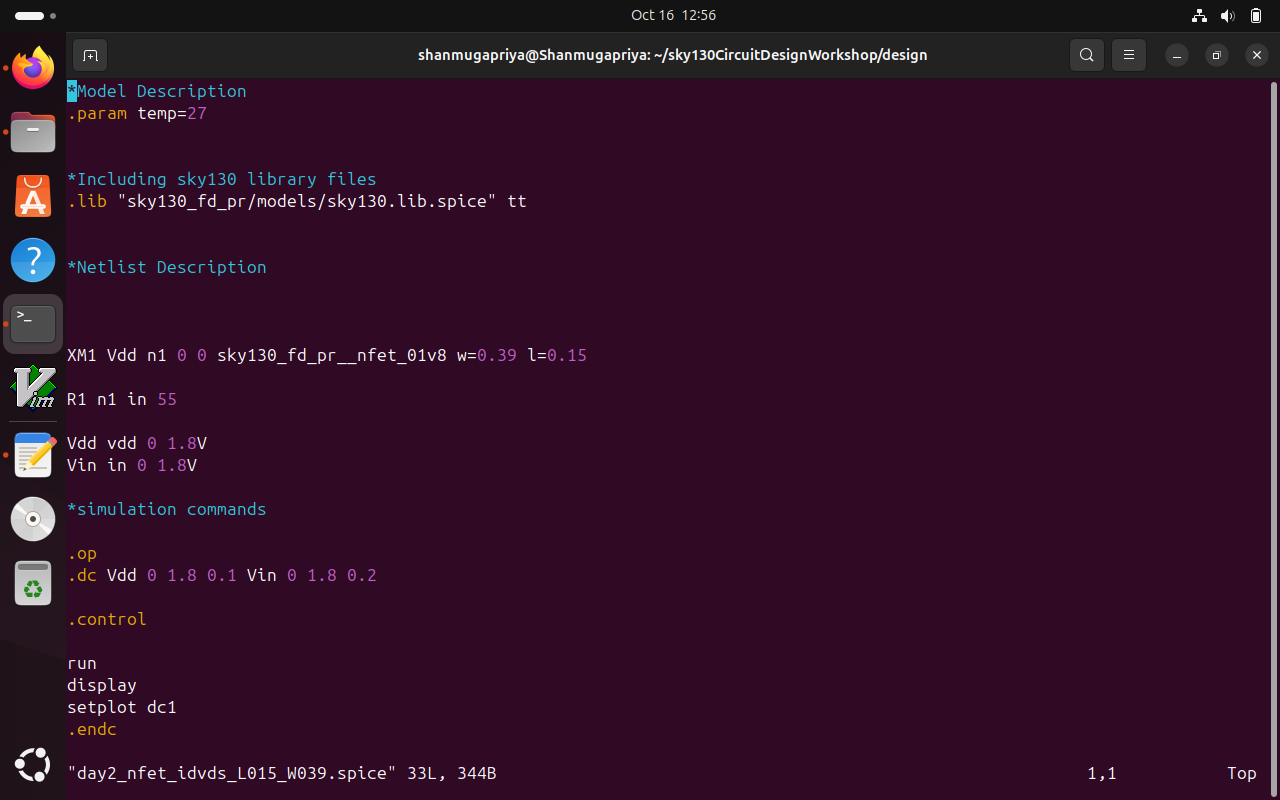 Oct 16 12:56
shanmugapriya@Shanmugapriya: ~/sky130CircuitDesignWorkshop/design
*Model Description
.param temp=27
*Including sky130 library files
.lib "sky130_fd_pr/models/sky130.lib.spice" tt
*Netlist Description
XM1 Vdd n1 0 0 sky130_fd_pr__nfet_01v8 w=0.39 l=0.15
R1 n1 in 55
Vdd vdd 0 1.8V
Vin in 0 1.8V
*simulation commands
.op
.dc Vdd 0 1.8 0.1 Vin 0 1.8 0.2
.control
run
display
setplot dc1
.endc
"day2_nfet_idvds_L015_W039.spice" 33L, 344B 1,1 Top